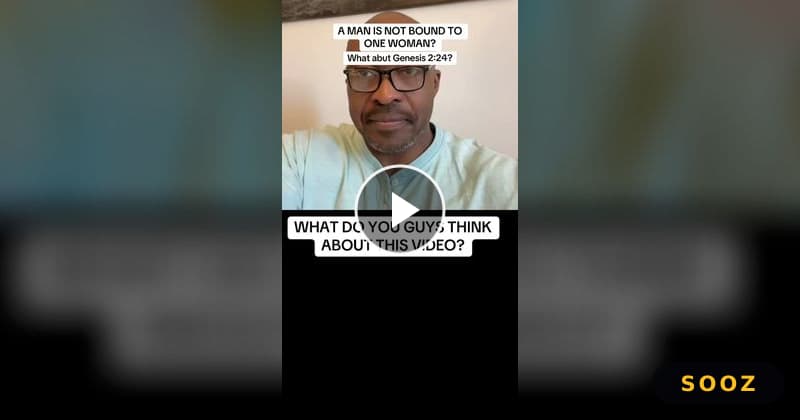 A MAN IS NOT BOUND TO
ONE WOMAN?
What abut Genesis 2:24?
WHAT DO YOU GUYS THINK
ABOUT THIS VIDEO?
SOOZ